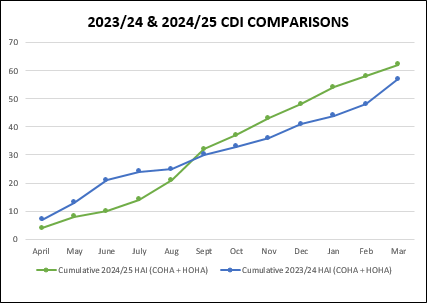 2023/24 & 2024/25 CDI COMPARISONS
70
60
50
40
30
20
10
0
April May June July Aug Sept Oct Nov Dec Jan Feb Mar
Cumulative 2024/25 HAI (COHA + HOHA) Cumulative 2023/24 HAI (COHA + HOHA)